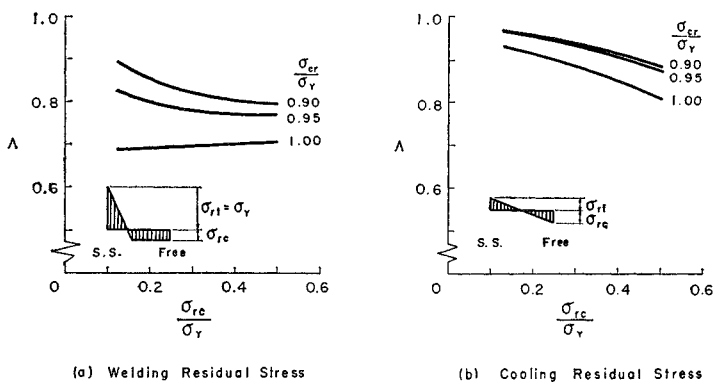 1.0
0.8
0.6
Λ
0
0.2
0.4
0.6
σrc
σY
σcr
σY
0.90
0.95
1.00
σrt = σY
σrc
S.S. Free
(a) Welding Residual Stress
1.0
0.8
Λ
0.6
0
0.2
0.4
0.6
σrc
σY
σcr
σY
0.90
0.95
1.00
σrt
σrc
S.S. Free
(b) Cooling Residual Stress